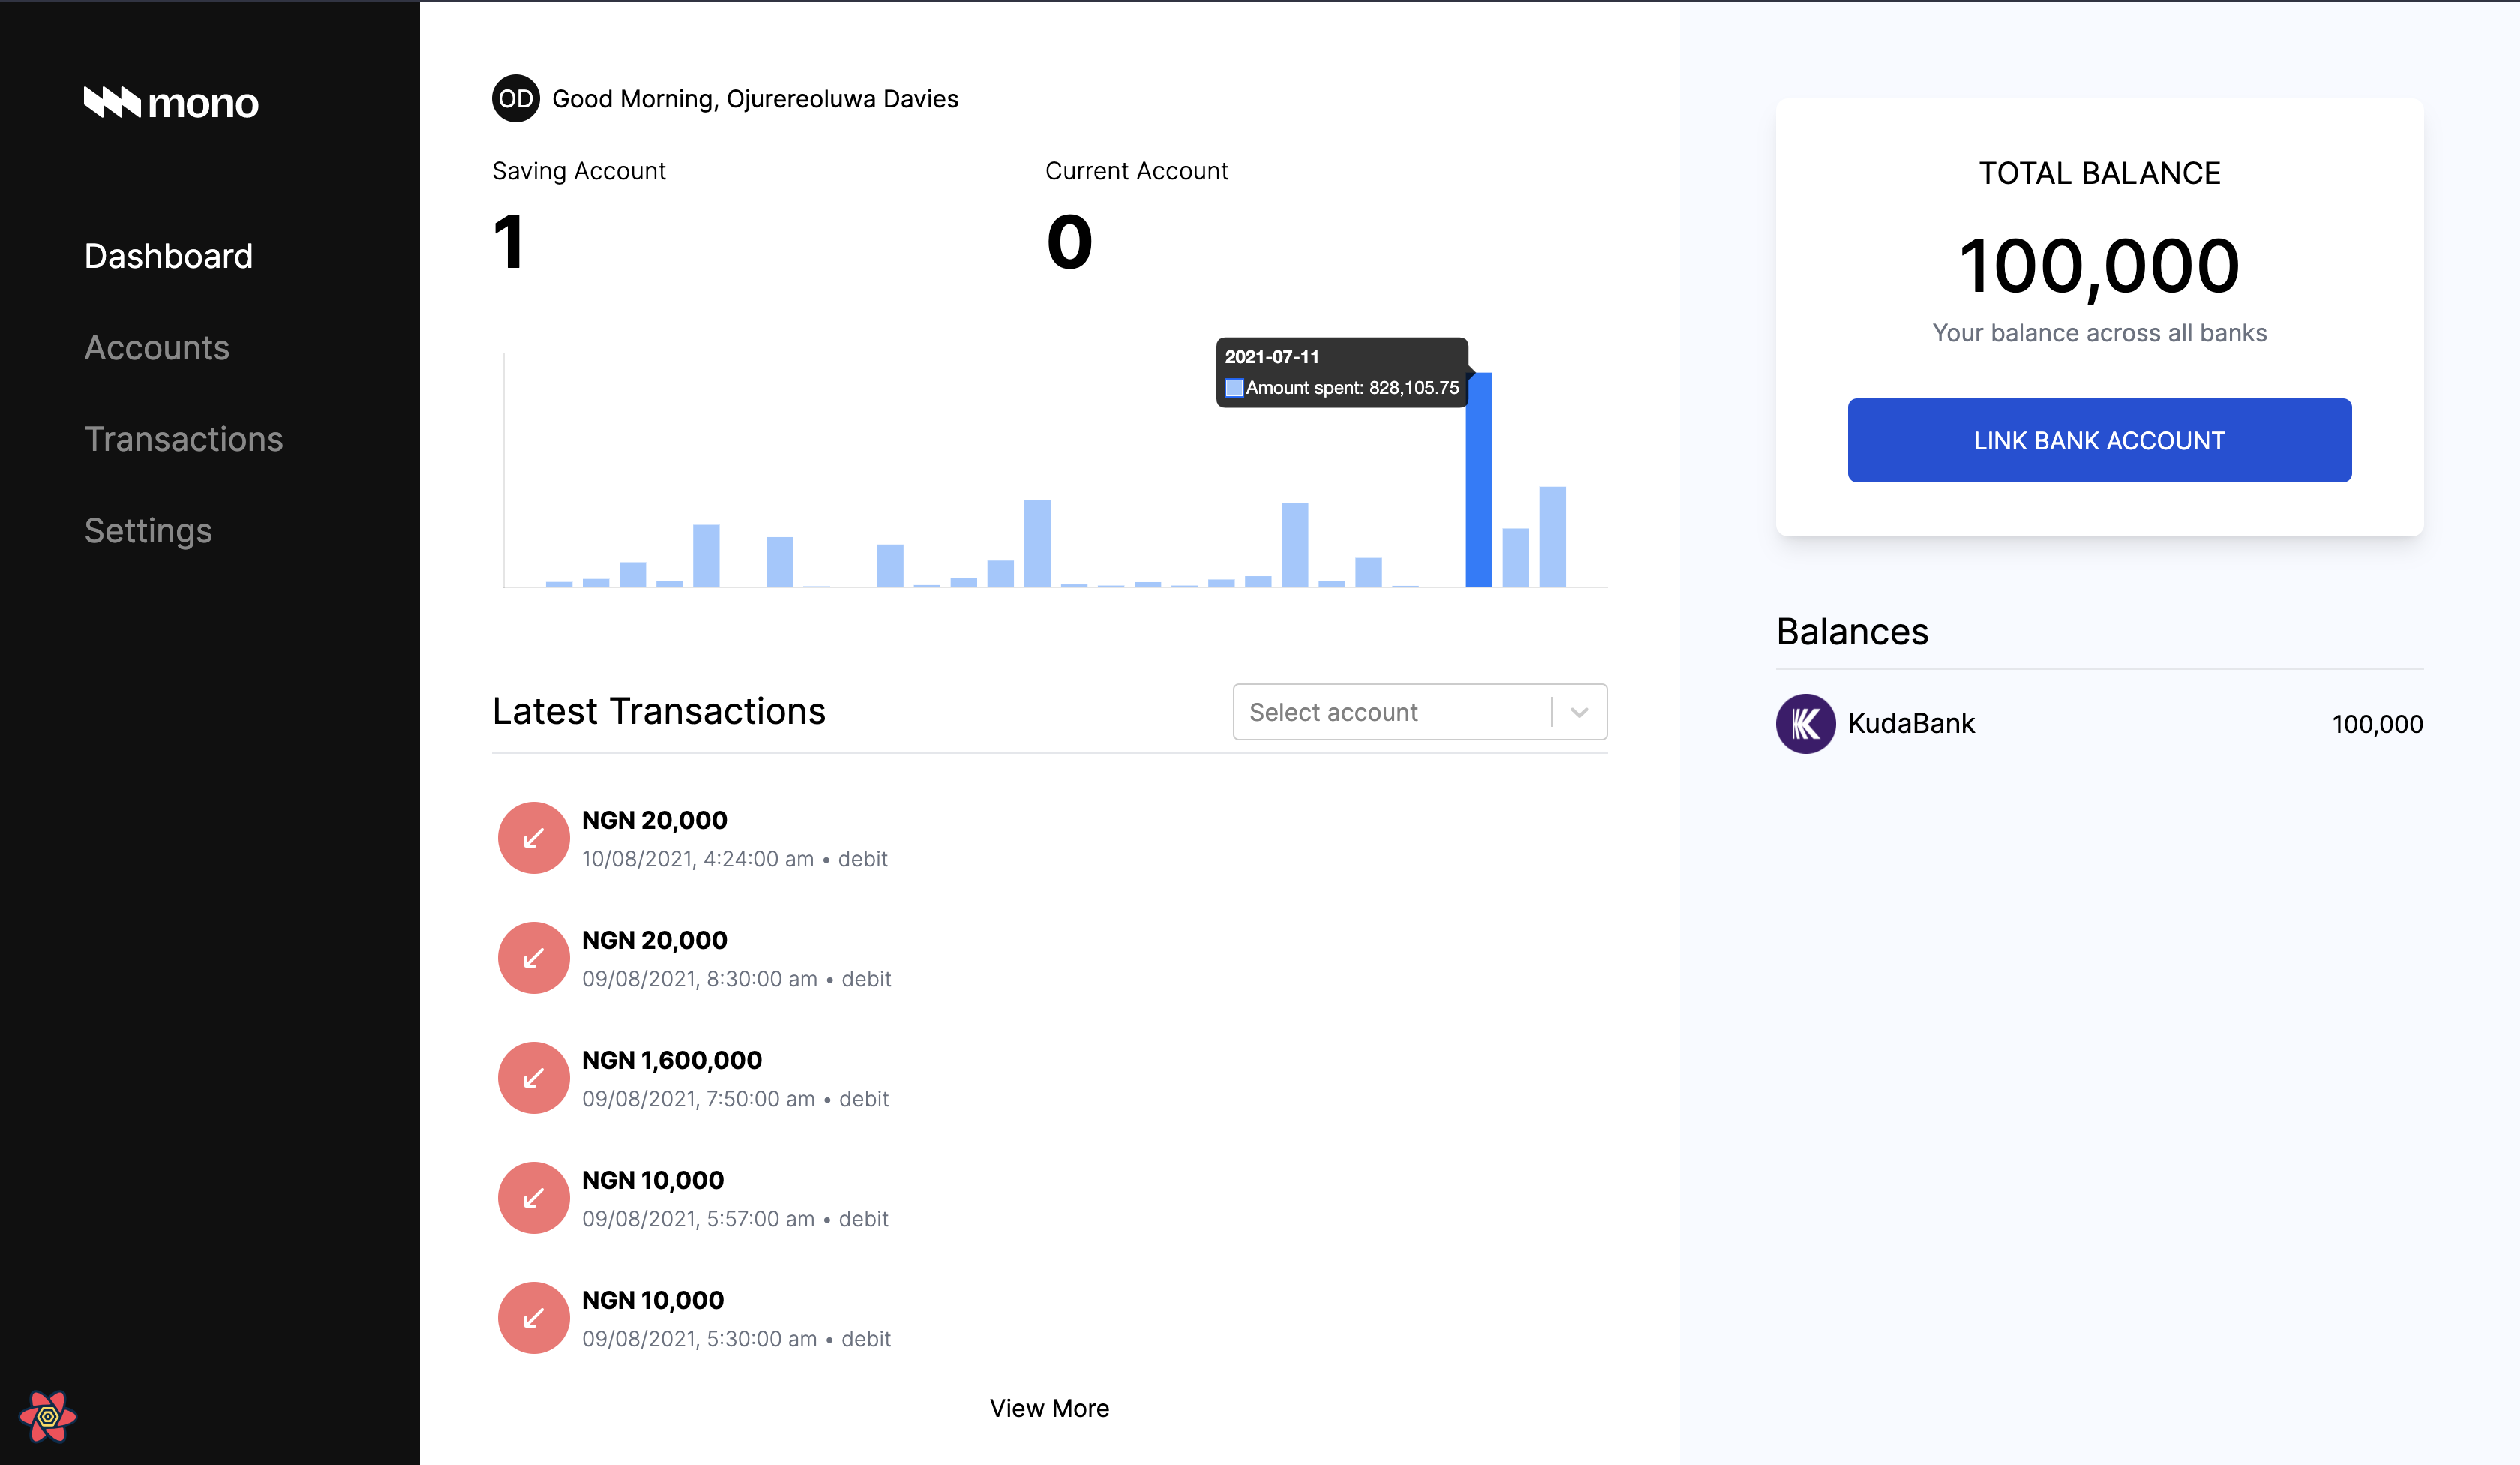 mono
Dashboard
Accounts
Transactions
Settings
OD Good Morning, Ojurereoluwa Davies
Saving Account
1
Current Account
0
2021-07-11
Amount spent: 828,105.75
Latest Transactions
Select account
NGN 20,000
10/08/2021, 4:24:00 am • debit
NGN 20,000
09/08/2021, 8:30:00 am • debit
NGN 1,600,000
09/08/2021, 7:50:00 am • debit
NGN 10,000
09/08/2021, 5:57:00 am • debit
NGN 10,000
09/08/2021, 5:30:00 am • debit
View More
TOTAL BALANCE
100,000
Your balance across all banks
LINK BANK ACCOUNT
Balances
KudaBank 100,000